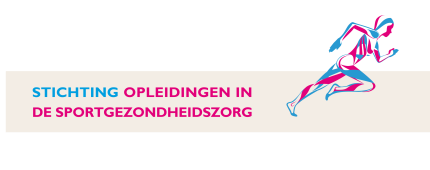 STICHTING OPLEIDINGEN IN
DE SPORTGEZONDHEIDSZORG